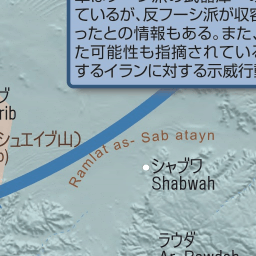 ているが、反フーシ派が収容
ったとの情報もある。また、
た可能性も指摘されている
するイランに対する示威行動
ブ
rib
シュエイブ山)
Ramlat as- Sab atayn
シャブワ
Shabwah
ラウダ